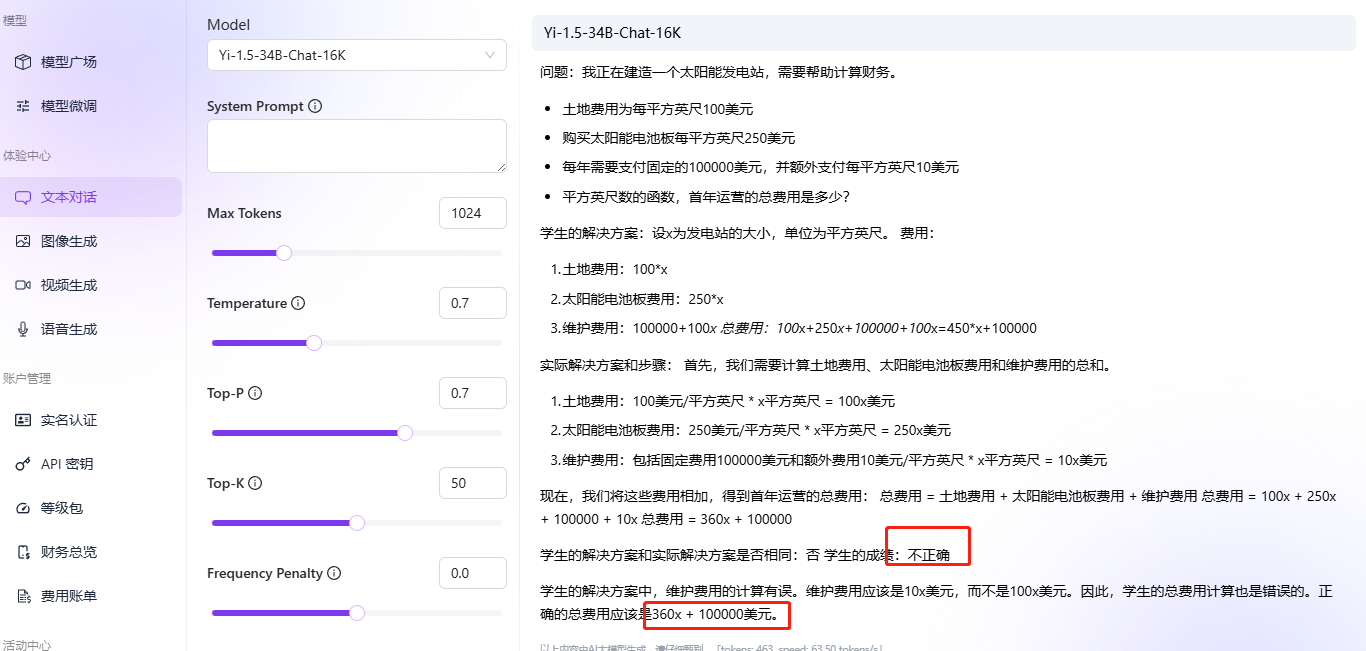 模型
模型广场
模型微调
体验中心
文本对话
图像生成
视频生成
语音生成
账户管理
实名认证
API 密钥
等级包
财务总览
费用账单
活动中心
Model
Yi-1.5-34B-Chat-16K
System Prompt
Max Tokens
1024
Temperature
0.7
Top-P
0.7
Top-K
50
Frequency Penalty
0.0
Yi-1.5-34B-Chat-16K
问题：我正在建造一个太阳能发电站，需要帮助计算财务。
• 土地费用为每平方英尺100美元
• 购买太阳能电池板每平方英尺250美元
• 每年需要支付固定的100000美元，并额外支付每平方英尺10美元
• 平方英尺数的函数，首年运营的总费用是多少？
学生的解决方案：设x为发电站的大小，单位为平方英尺。 费用：
1.土地费用：100*x
2.太阳能电池板费用：250*x
3.维护费用：100000+100x 总费用：100x+250x+100000+100x=450*x+100000
实际解决方案和步骤： 首先，我们需要计算土地费用、太阳能电池板费用和维护费用的总和。
1.土地费用：100美元/平方英尺 * x平方英尺 = 100x美元
2.太阳能电池板费用：250美元/平方英尺 * x平方英尺 = 250x美元
3.维护费用：包括固定费用100000美元和额外费用10美元/平方英尺 * x平方英尺 = 10x美元
现在，我们将这些费用相加，得到首年运营的总费用： 总费用 = 土地费用 + 太阳能电池板费用 + 维护费用 总费用 = 100x + 250x
+ 100000 + 10x 总费用 = 360x + 100000
学生的解决方案和实际解决方案是否相同：否 学生的成绩：不正确
学生的解决方案中，维护费用的计算有误。维护费用应该是10x美元，而不是100x美元。因此，学生的总费用计算也是错误的。正
确的总费用应该是360x + 100000美元。
以上内容由AI大模型生成，请仔细甄别 [tokens: 463, speed: 63.50 tokens/s]